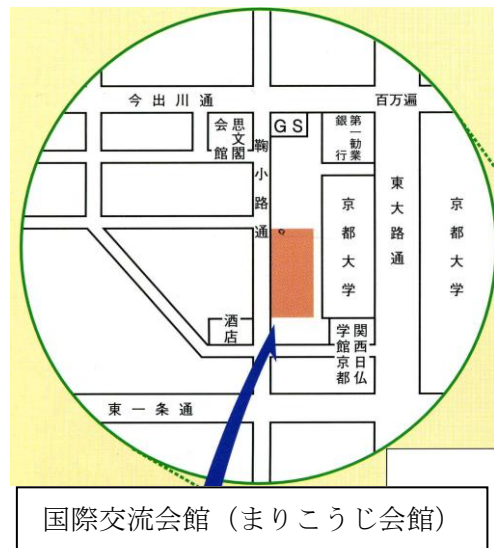 今出川通
百万遍
思文閣
会館
GS
第一勧業
銀行
鞠小路通
東大路通
京都大学
京都大学
酒店
関西日仏
学館京都
東一条通
国際交流会館(まりこうじ会館)